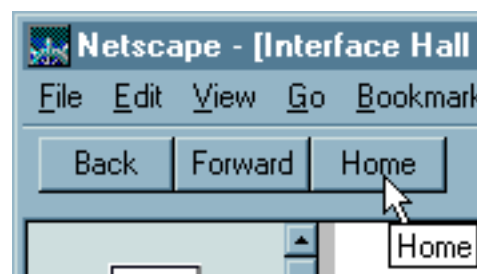 Netscape - [Interface Hall
File Edit View Go Bookmark
Back Forward Home
Home